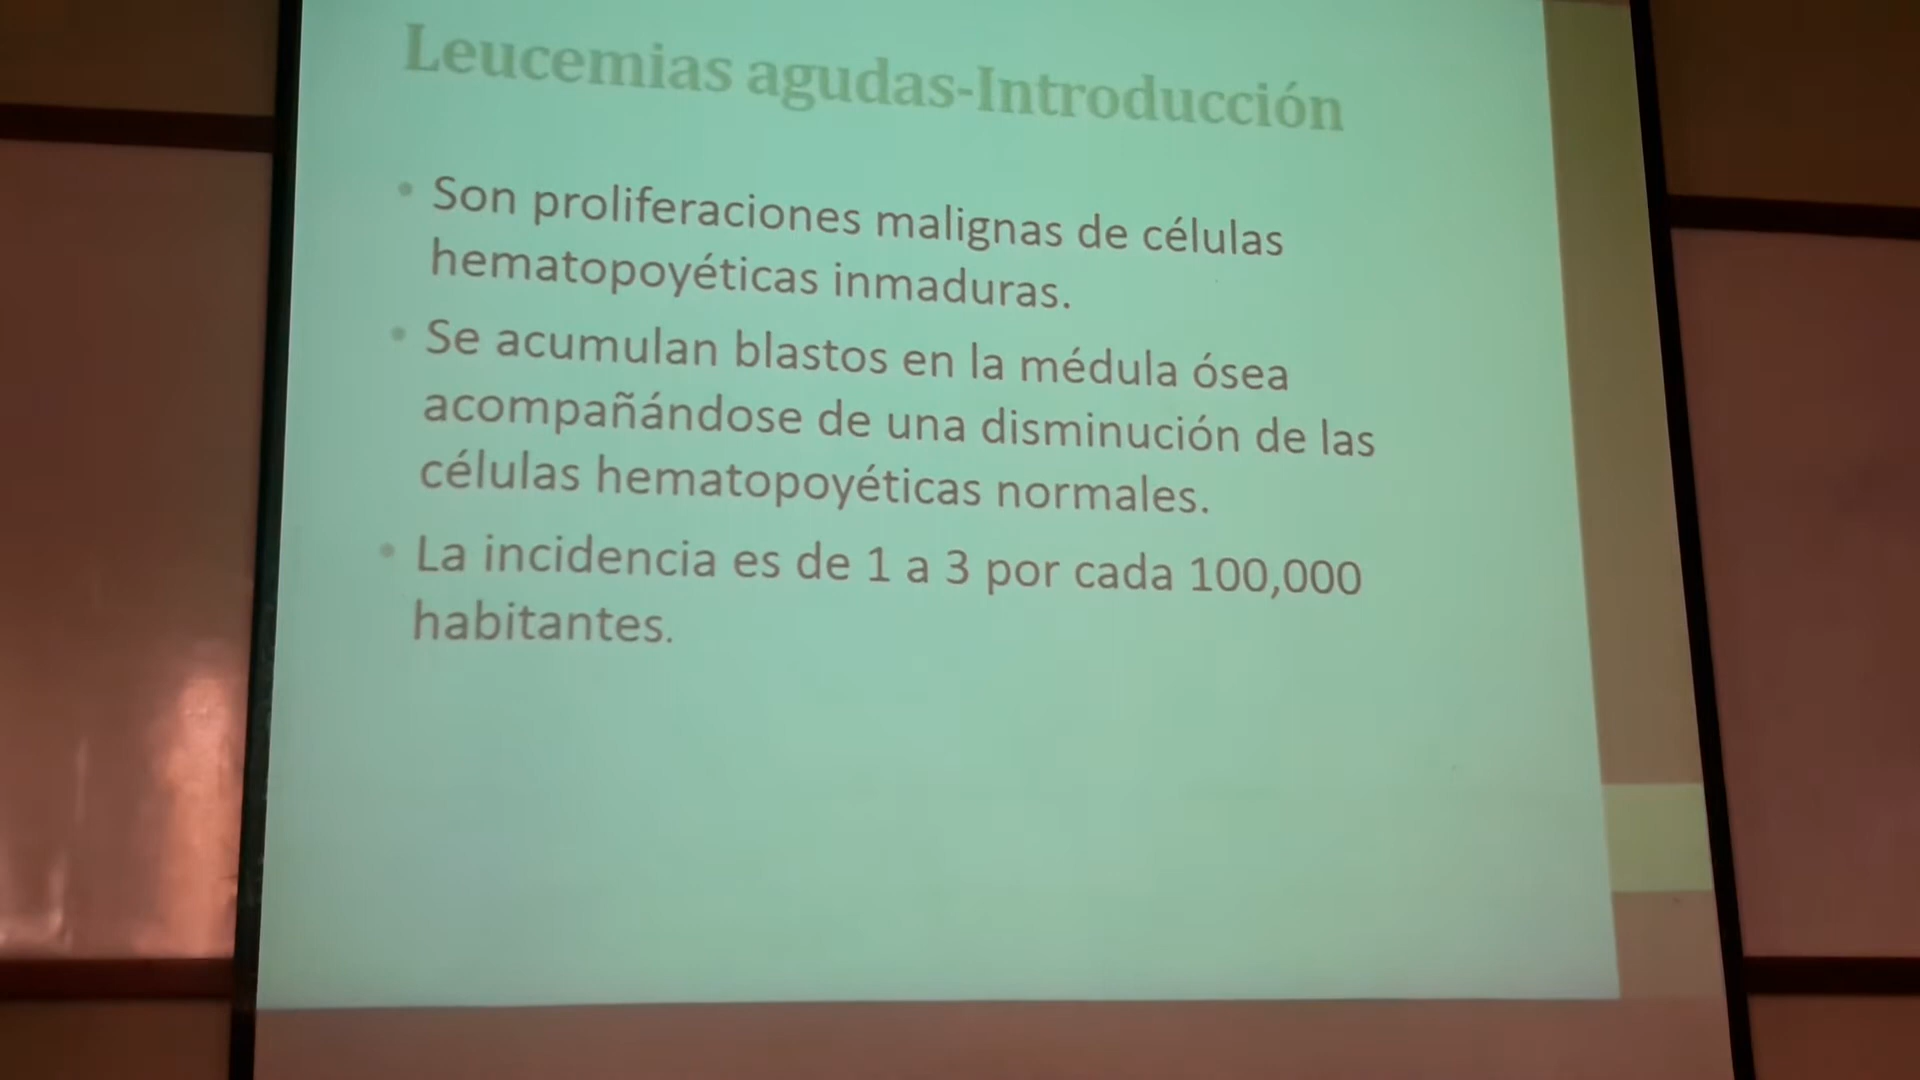 Leucemias agudas-Introducción
• Son proliferaciones malignas de células
hematopoyéticas inmaduras.
• Se acumulan blastos en la médula ósea
acompañándose de una disminución de las
células hematopoyéticas normales.
• La incidencia es de 1 a 3 por cada 100,000
habitantes.